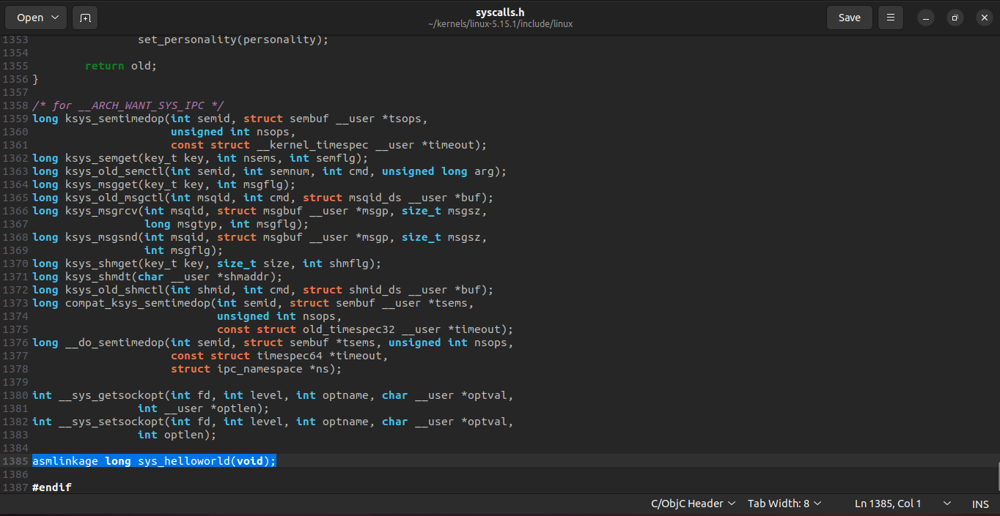 Open
syscalls.h
~/kernels/linux-5.15.1/include/linux
Save
1353                 set_personality(personality);
1354
1355         return old;
1356 }
1357
1358 /* for __ARCH_WANT_SYS_IPC */
1359 long ksys_semtimedop(int semid, struct sembuf __user *tsops,
1360                      unsigned int nsops,
1361                      const struct __kernel_timespec __user *timeout);
1362 long ksys_semget(key_t key, int nsems, int semflg);
1363 long ksys_old_semctl(int semid, int semnum, int cmd, unsigned long arg);
1364 long ksys_msgget(key_t key, int msgflg);
1365 long ksys_old_msgctl(int msqid, int cmd, struct msqid_ds __user *buf);
1366 long ksys_msgrcv(int msqid, struct msgbuf __user *msgp, size_t msgsz,
1367                  long msgtyp, int msgflg);
1368 long ksys_msgsnd(int msqid, struct msgbuf __user *msgp, size_t msgsz,
1369                  int msgflg);
1370 long ksys_shmget(key_t key, size_t size, int shmflg);
1371 long ksys_shmdt(char __user *shmaddr);
1372 long ksys_old_shmctl(int shmid, int cmd, struct shmid_ds __user *buf);
1373 long compat_ksys_semtimedop(int semid, struct sembuf __user *tsems,
1374                             unsigned int nsops,
1375                             const struct old_timespec32 __user *timeout);
1376 long __do_semtimedop(int semid, struct sembuf *tsems, unsigned int nsops,
1377                      const struct timespec64 *timeout,
1378                      struct ipc_namespace *ns);
1379
1380 int __sys_getsockopt(int fd, int level, int optname, char __user *optval,
1381                 int __user *optlen);
1382 int __sys_setsockopt(int fd, int level, int optname, char __user *optval,
1383                 int optlen);
1384
1385 asmlinkage long sys_helloworld(void);
1386
1387 #endif
C/ObjC Header Tab Width: 8 Ln 1385, Col 1 INS